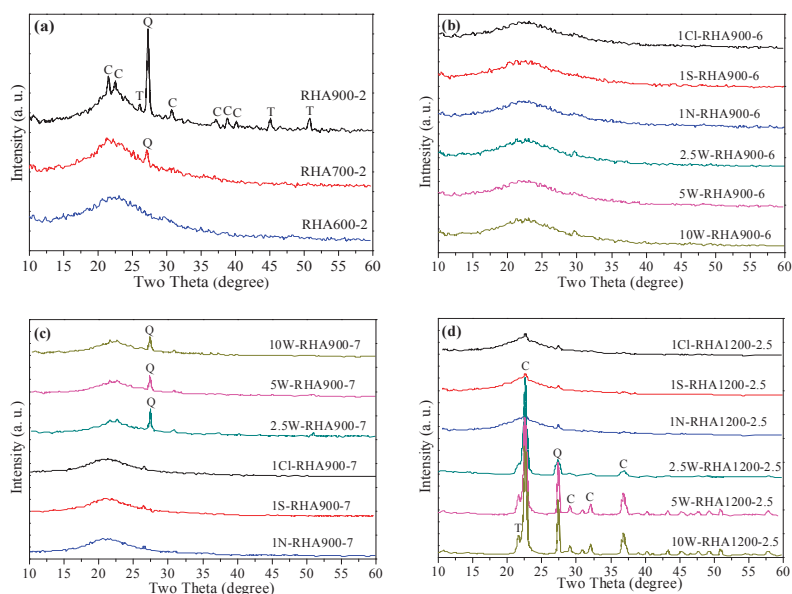 (a)
Q
C
C
T
C
C
C
C
T
T
RHA900-2
Q
RHA700-2
RHA600-2
Intensity (a. u.)
10 15 20 25 30 35 40 45 50 55 60
Two Theta (degree)
(b)
1Cl-RHA900-6
1S-RHA900-6
1N-RHA900-6
2.5W-RHA900-6
5W-RHA900-6
10W-RHA900-6
Intnesity (a. u.)
10 15 20 25 30 35 40 45 50 55 60
Two Theta (degree)
(c)
Q
10W-RHA900-7
Q
5W-RHA900-7
Q
2.5W-RHA900-7
1Cl-RHA900-7
1S-RHA900-7
1N-RHA900-7
Intensity (a. u.)
10 15 20 25 30 35 40 45 50 55 60
Two Theta (degree)
(d)
1Cl-RHA1200-2.5
C
1S-RHA1200-2.5
1N-RHA1200-2.5
Q
C
2.5W-RHA1200-2.5
C
C
5W-RHA1200-2.5
T
10W-RHA1200-2.5
Intensity (a. u.)
10 15 20 25 30 35 40 45 50 55 60
Two Theta (degree)